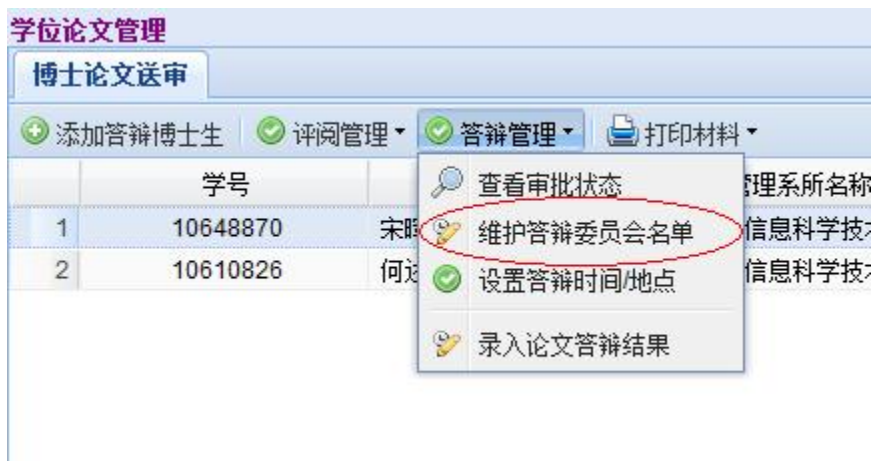 学位论文管理
博士论文送审
添加答辩博士生 评阅管理 答辩管理 打印材料
学号 管理系所名称
查看审批状态
1 10648870 宋 信息科学技术
维护答辩委员会名单
2 10610826 何 信息科学技术
设置答辩时间/地点
录入论文答辩结果